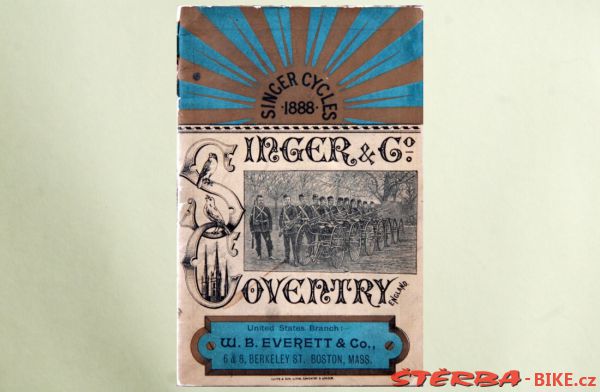 SINGER CYCLES
·1888·
SINGER & Co.
COVENTRY
ENGLAND.
United States Branch:-
W. B. EVERETT & Co.,
6 & 8, BERKELEY ST. BOSTON, MASS.
ŠTĚRBA-BIKE.cz